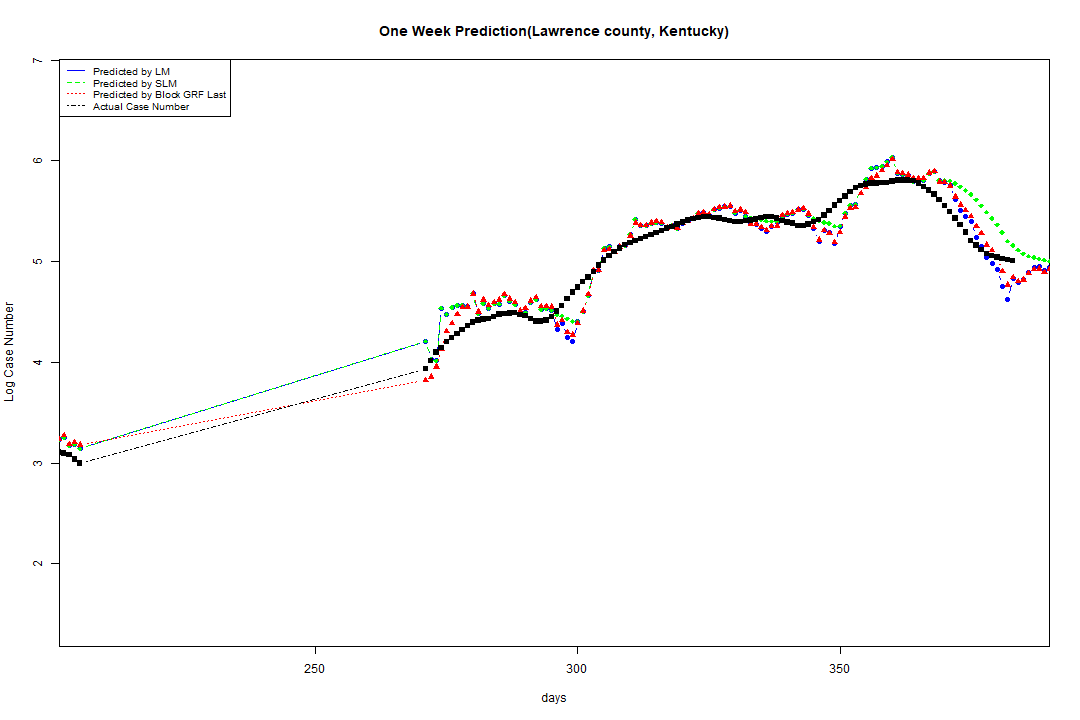 One Week Prediction(Lawrence county, Kentucky)
Predicted by LM
Predicted by SLM
Predicted by Block GRF Last
Actual Case Number
7
6
5
4
3
2
Log Case Number
250 300 350
days